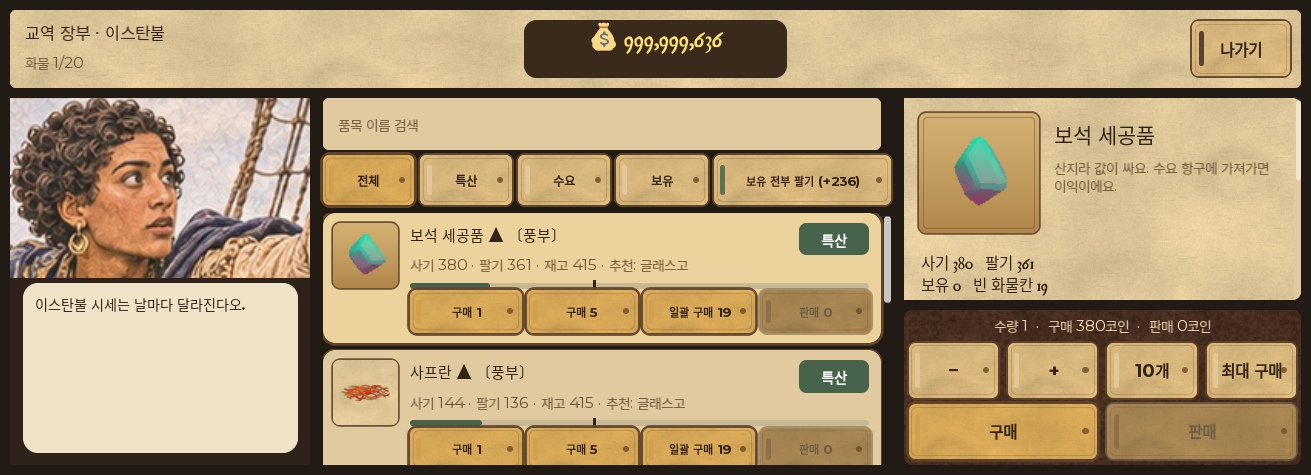 교역 장부 · 이스탄불
화물 1/20
999,999,636
나가기
이스탄불 시세는 날마다 달라진다오.
품목 이름 검색
전체
특산
수요
보유
보유 전부 팔기 (+236)
보석 세공품 ▲ 〔풍부〕
특산
사기 380 · 팔기 361 · 재고 415 · 추천: 글래스고
구매 1
구매 5
일괄 구매 19
판매 0
사프란 ▲ 〔풍부〕
특산
사기 144 · 팔기 136 · 재고 415 · 추천: 글래스고
구매 1
구매 5
일괄 구매 19
판매 0
보석 세공품
산지라 값이 싸요. 수요 항구에 가져가면
이익이에요.
사기 380 팔기 361
보유 0 빈 화물칸 19
수량 1 · 구매 380코인 · 판매 0코인
−
+
10개
최대 구매
구매
판매